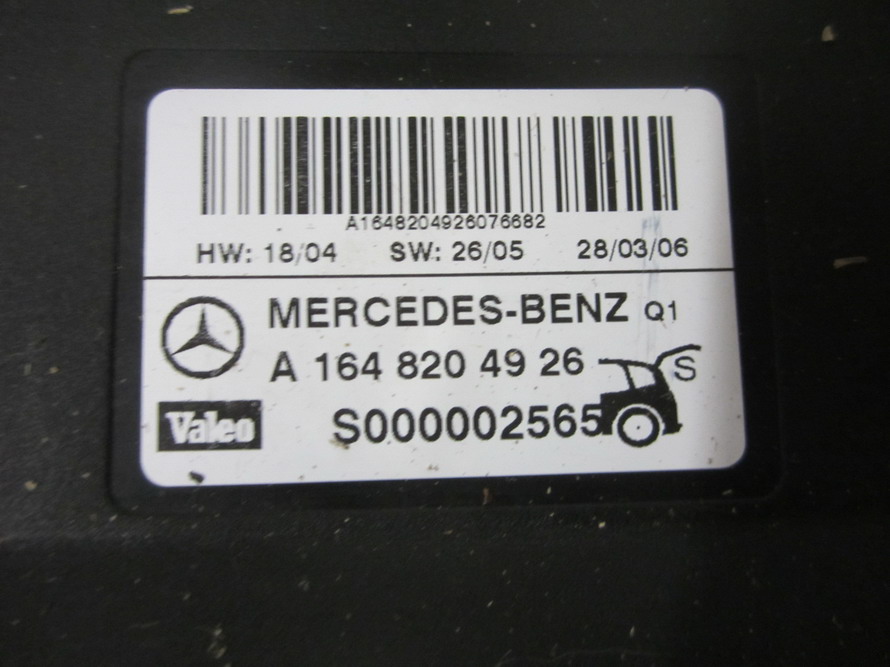 A1648204926076682
HW: 18/04 SW: 26/05 28/03/06
MERCEDES-BENZ Q1
A 164 820 49 26
S
Valeo S000002565